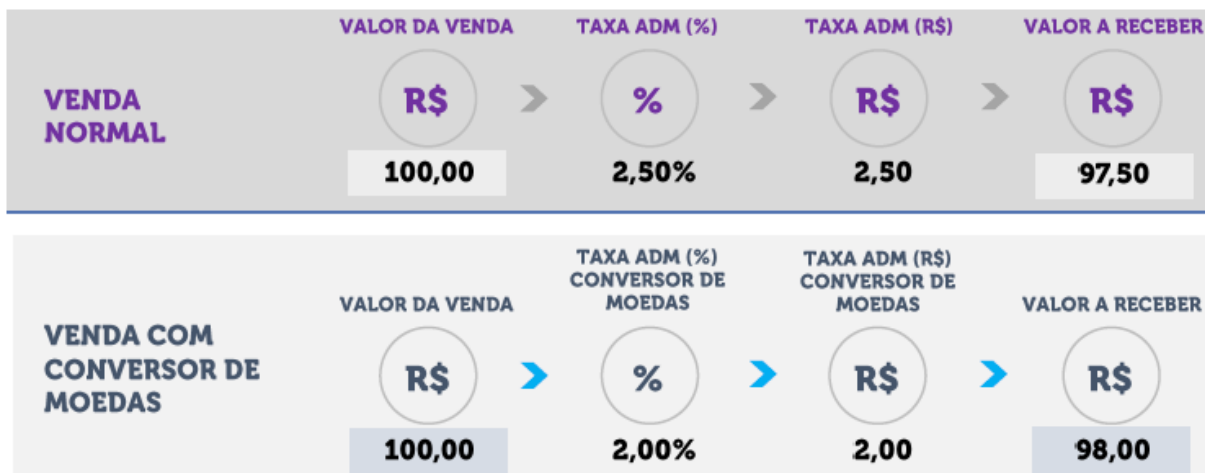 VALOR DA VENDA TAXA ADM (%) TAXA ADM (R$) VALOR A RECEBER
VENDA
NORMAL
R$ % R$ R$
100,00 2,50% 2,50 97,50
TAXA ADM (%)
CONVERSOR DE
MOEDAS
TAXA ADM (R$)
CONVERSOR DE
MOEDAS
VALOR DA VENDA VALOR A RECEBER
VENDA COM
CONVERSOR DE
MOEDAS
R$ % R$ R$
100,00 2,00% 2,00 98,00